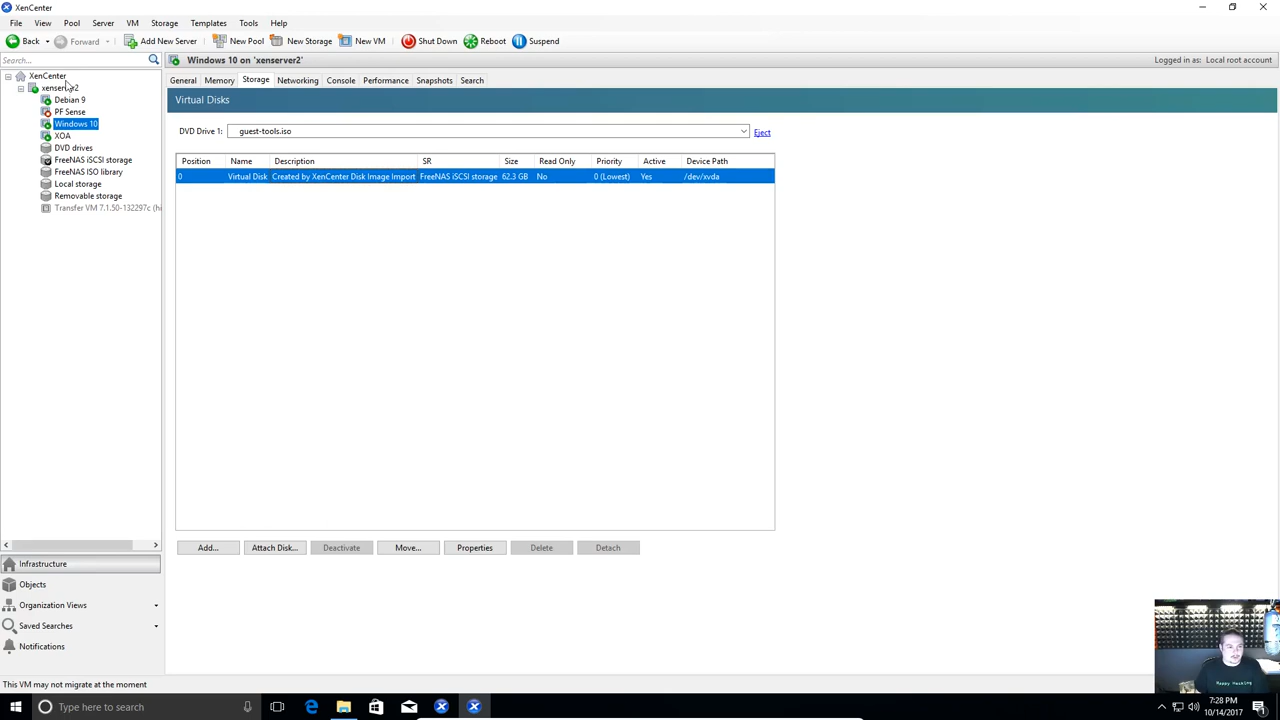 XenCenter
File View Pool Server VM Storage Templates Tools Help
Back Forward Add New Server New Pool New Storage New VM Shut Down Reboot Suspend
Search...
Windows 10 on 'xenserver2'
Logged in as: Local root account
XenCenter
xenserver2
Debian 9
PF Sense
Windows 10
XOA
DVD drives
FreeNAS iSCSI storage
FreeNAS ISO library
Local storage
Removable storage
Transfer VM 7.1.50-132297c (hi
General Memory Storage Networking Console Performance Snapshots Search
Virtual Disks
DVD Drive 1: guest-tools.iso Eject
Position Name Description SR Size Read Only Priority Active Device Path
0 Virtual Disk Created by XenCenter Disk Image Import FreeNAS iSCSI storage 62.3 GB No 0 (Lowest) Yes /dev/xvda
Add... Attach Disk... Deactivate Move... Properties Delete Detach
Infrastructure
Objects
Organization Views
Saved Searches
Notifications
This VM may not migrate at the moment
Happy Hacking
Type here to search
7:28 PM
10/14/2017
1